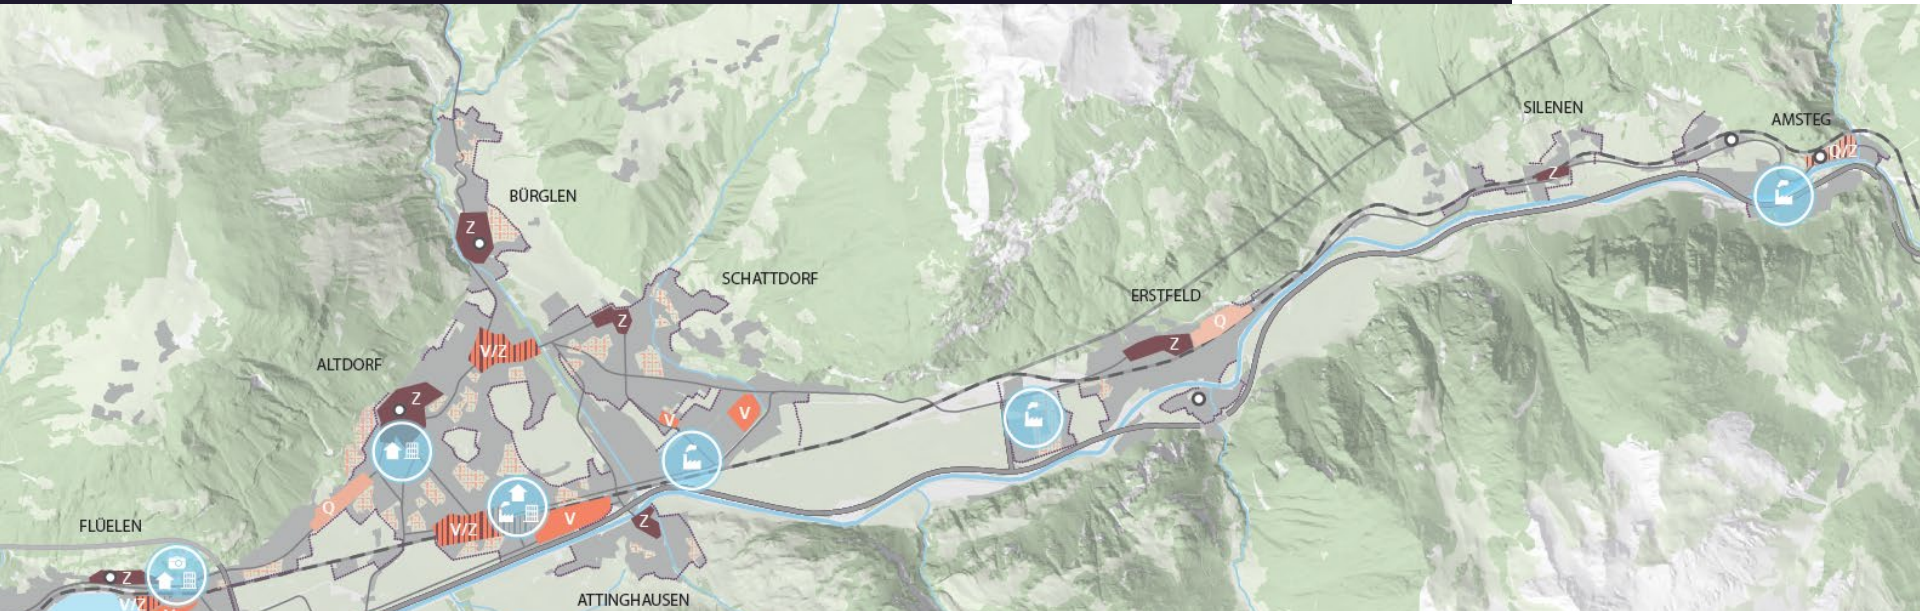 SILENEN
AMSTEG
Q/Z
Z
BÜRGLEN
Z
SCHATTDORF
ERSTFELD
Z
Q
Z
V/Z
ALTDORF
Z
V
V
Q
FLÜELEN
V/Z
V
Z
Z
V/Z
ATTINGHAUSEN